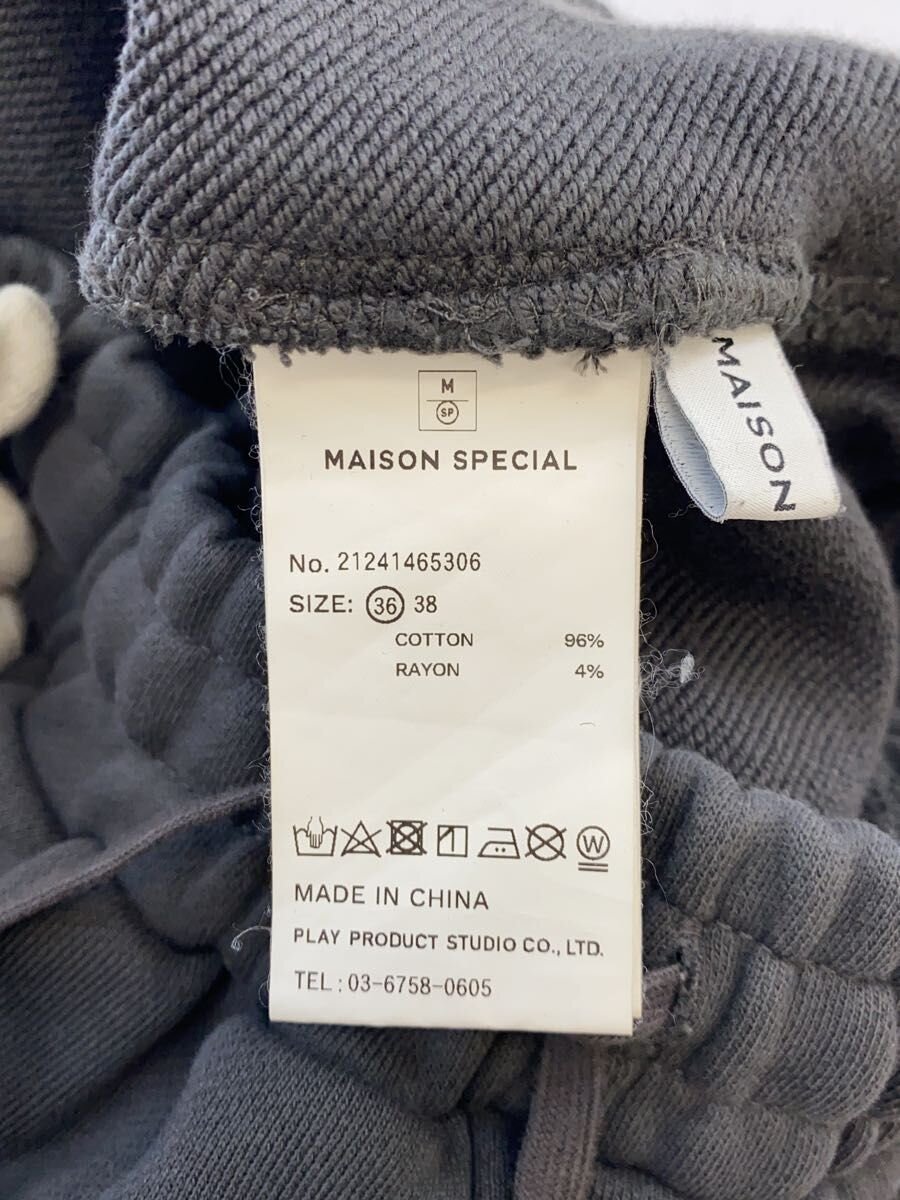 M
SP
MAISON SPECIAL
MAISON
No. 21241465306
SIZE: 36 38
COTTON 96%
RAYON 4%
W
MADE IN CHINA
PLAY PRODUCT STUDIO CO., LTD.
TEL : 03-6758-0605